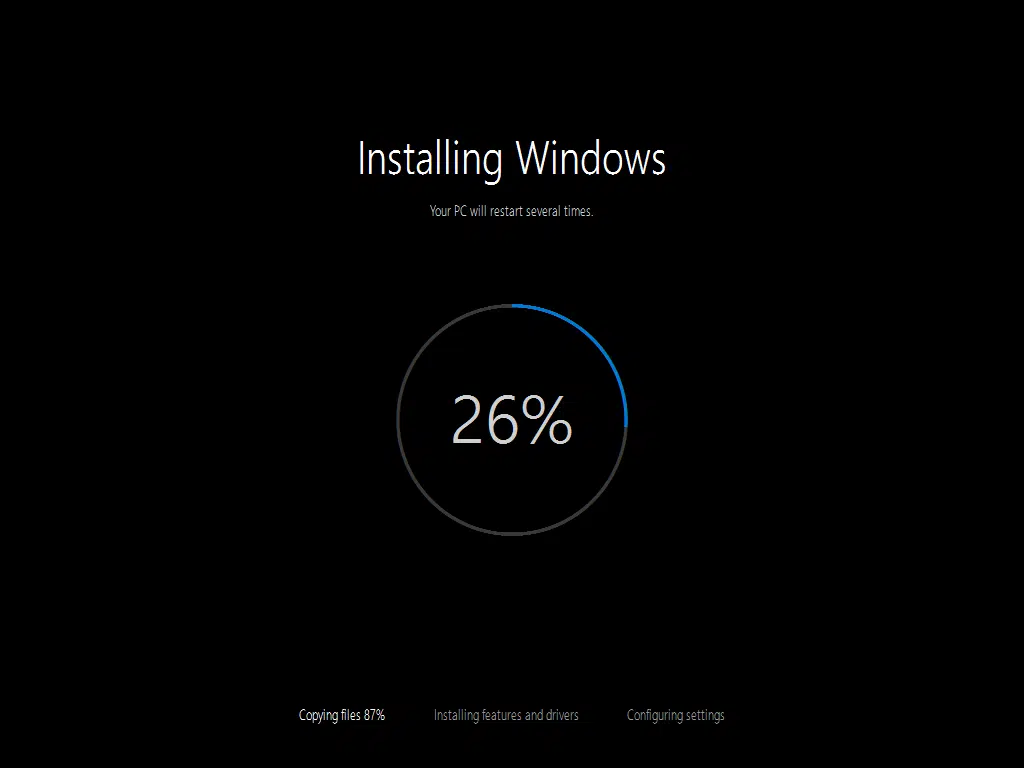 Installing Windows
Your PC will restart several times.
26%
Copying files 87% Installing features and drivers Configuring settings